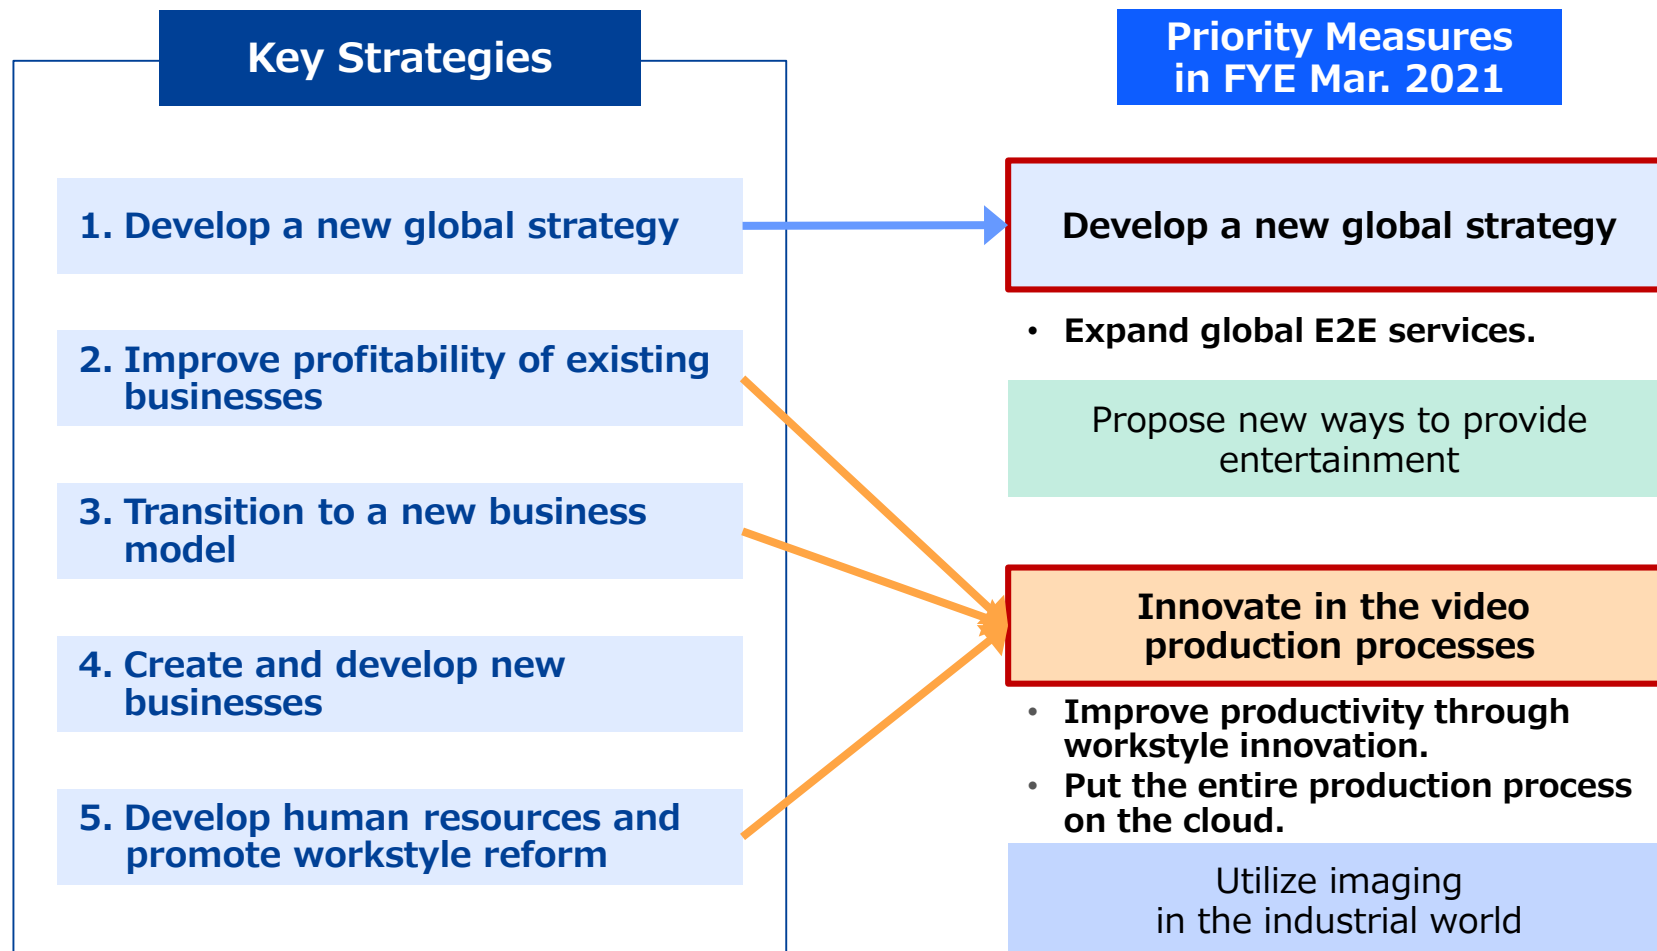 Key Strategies
1. Develop a new global strategy
2. Improve profitability of existing
businesses
3. Transition to a new business
model
4. Create and develop new
businesses
5. Develop human resources and
promote workstyle reform
Priority Measures
in FYE Mar. 2021
Develop a new global strategy
• Expand global E2E services.
Propose new ways to provide
entertainment
Innovate in the video
production processes
• Improve productivity through
workstyle innovation.
• Put the entire production process
on the cloud.
Utilize imaging
in the industrial world